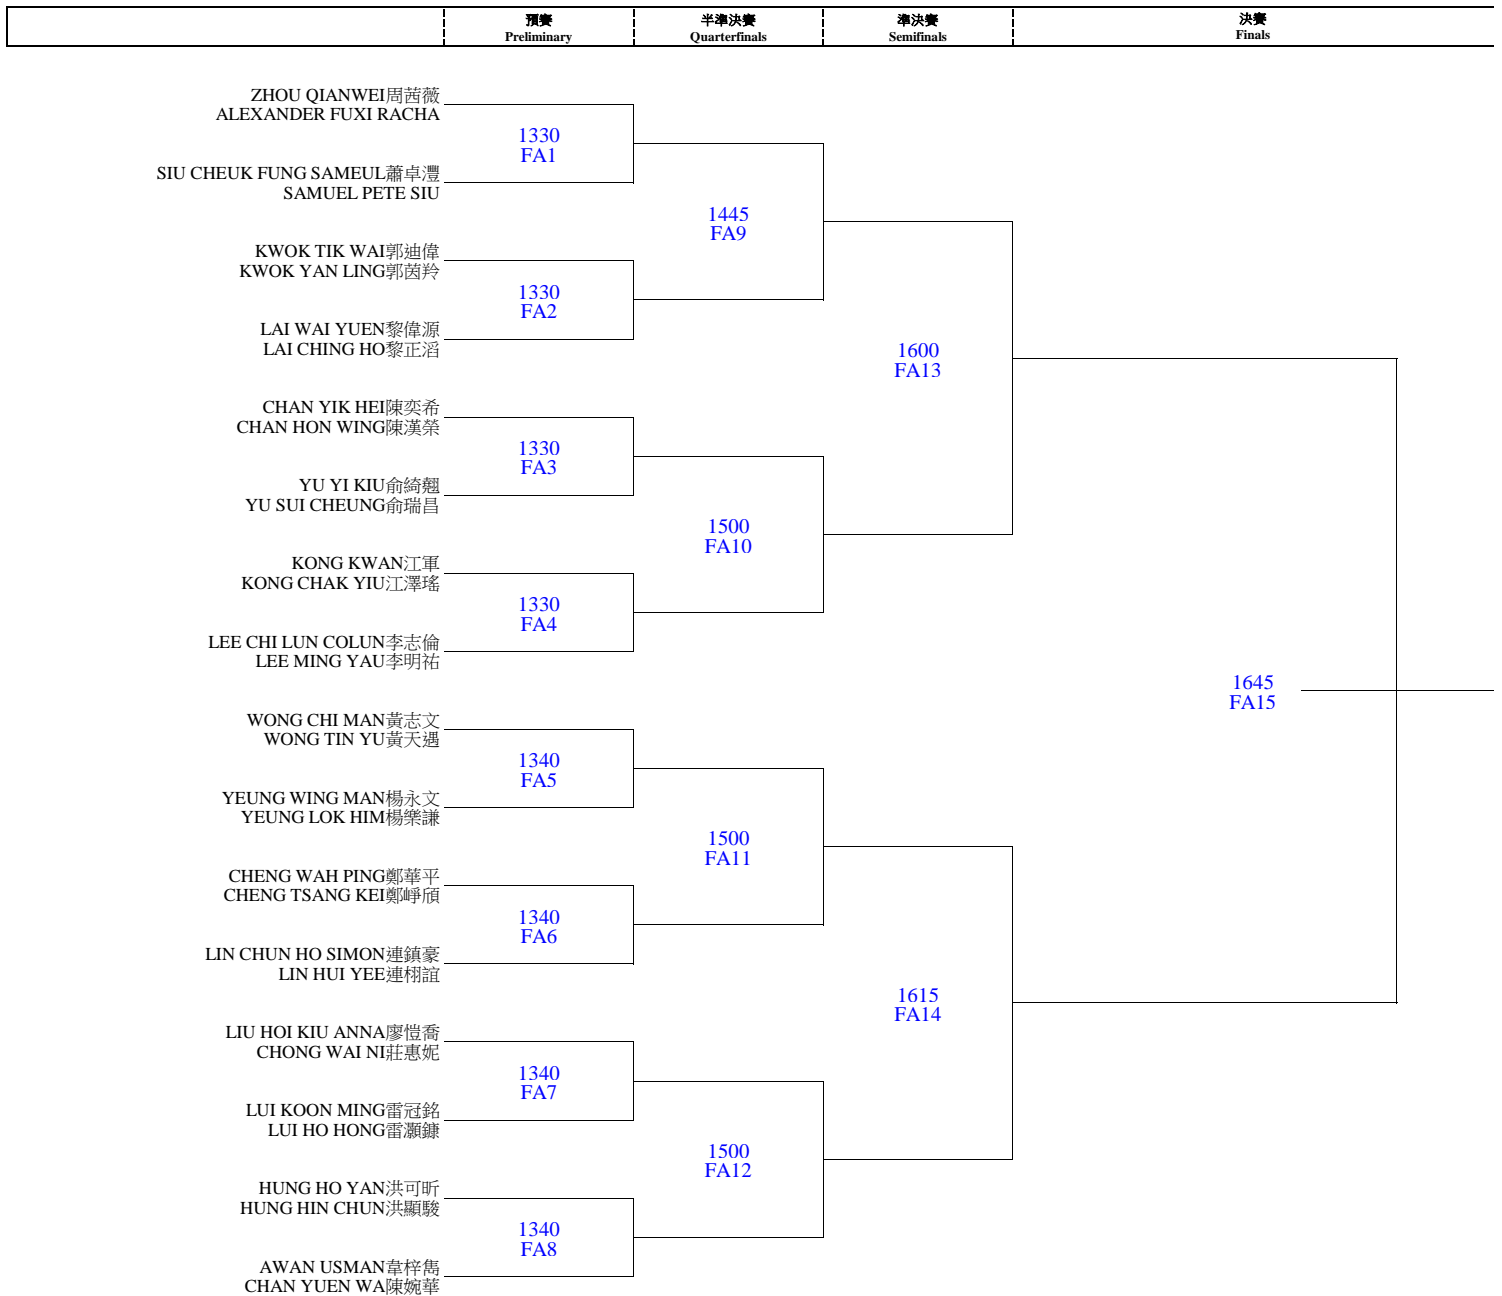 預賽 半準決賽 準決賽 決賽
Preliminary Quarterfinals Semifinals Finals
ZHOU QIANWEI周茜薇
ALEXANDER FUXI RACHA
1330
FA1
SIU CHEUK FUNG SAMEUL蕭卓灃
SAMUEL PETE SIU
1445
FA9
KWOK TIK WAI郭迪偉
KWOK YAN LING郭茵羚
1330
FA2
LAI WAI YUEN黎偉源
LAI CHING HO黎正滔
1600
FA13
CHAN YIK HEI陳奕希
CHAN HON WING陳漢榮
1330
FA3
YU YI KIU俞綺翹
YU SUI CHEUNG俞瑞昌
1500
FA10
KONG KWAN江軍
KONG CHAK YIU江澤瑤
1330
FA4
LEE CHI LUN COLUN李志倫
LEE MING YAU李明祐
1645
FA15
WONG CHI MAN黃志文
WONG TIN YU黃天遇
1340
FA5
YEUNG WING MAN楊永文
YEUNG LOK HIM楊樂謙
1500
FA11
CHENG WAH PING鄭華平
CHENG TSANG KEI鄭崢頎
1340
FA6
LIN CHUN HO SIMON連鎮豪
LIN HUI YEE連栩誼
1615
FA14
LIU HOI KIU ANNA廖愷喬
CHONG WAI NI莊惠妮
1340
FA7
LUI KOON MING雷冠銘
LUI HO HONG雷灝鏮
1500
FA12
HUNG HO YAN洪可昕
HUNG HIN CHUN洪顯駿
1340
FA8
AWAN USMAN韋梓雋
CHAN YUEN WA陳婉華